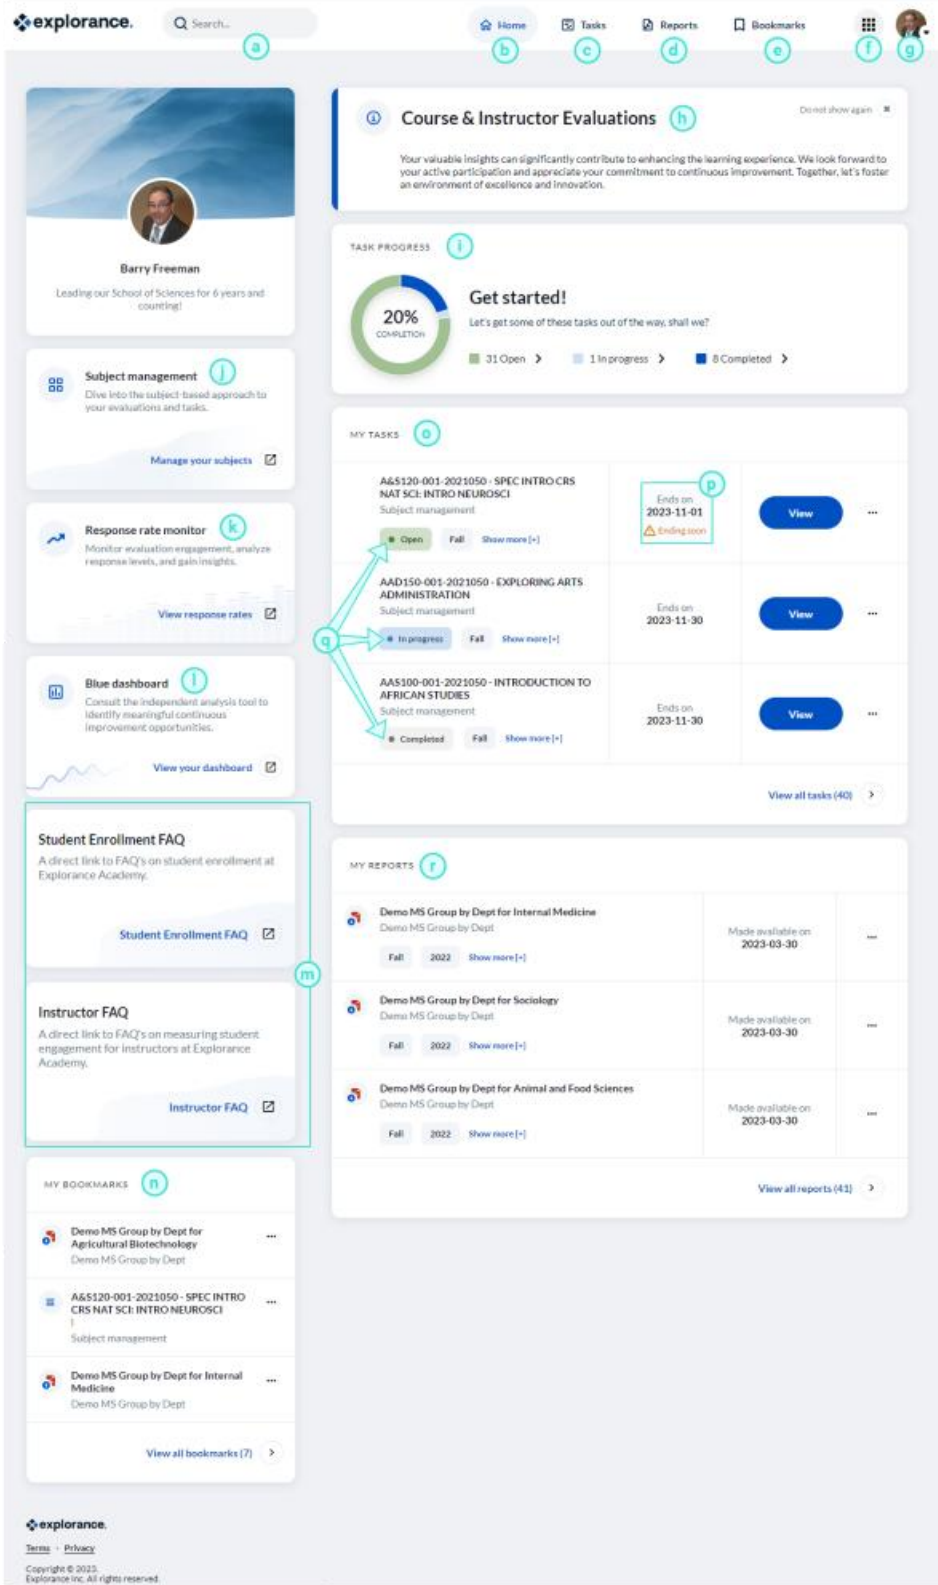 explorance.
Search...
Home
Tasks
Reports
Bookmarks
a
b
c
d
e
f
g
Barry Freeman
Leading our School of Sciences for 6 years and
counting!
Course & Instructor Evaluations
h
Do not show again
Your valuable insights can significantly contribute to enhancing the learning experience. We look forward to
your active participation and appreciate your commitment to continuous improvement. Together, let's foster
an environment of excellence and innovation.
TASK PROGRESS
i
20%
COMPLETION
Get started!
Let's get some of these tasks out of the way, shall we?
31 Open
1 In progress
8 Completed
Subject management
j
Dive into the subject-based approach to
your evaluations and tasks.
Manage your subjects
Response rate monitor
k
Monitor evaluation engagement, analyze
response levels, and gain insights.
View response rates
Blue dashboard
l
Consult the independent analysis tool to
identify meaningful continuous
improvement opportunities.
View your dashboard
Student Enrollment FAQ
A direct link to FAQ's on student enrollment at
Explorance Academy.
Student Enrollment FAQ
m
Instructor FAQ
A direct link to FAQ's on measuring student
engagement for instructors at Explorance
Academy.
Instructor FAQ
MY BOOKMARKS
n
Demo MS Group by Dept for
Agricultural Biotechnology
Demo MS Group by Dept
A&S120-001-2021050 - SPEC INTRO
CRS NAT SCI: INTRO NEUROSCI
Subject management
Demo MS Group by Dept for Internal
Medicine
Demo MS Group by Dept
View all bookmarks (7)
MY TASKS
o
A&S120-001-2021050 - SPEC INTRO CRS
NAT SCI: INTRO NEUROSCI
Subject management
Open
Fall
Show more [+]
Ends on
2023-11-01
Ending soon
p
View
q
AAD150-001-2021050 - EXPLORING ARTS
ADMINISTRATION
Subject management
In progress
Fall
Show more [+]
Ends on
2023-11-30
View
AAS100-001-2021050 - INTRODUCTION TO
AFRICAN STUDIES
Subject management
Completed
Fall
Show more [+]
Ends on
2023-11-30
View
View all tasks (40)
MY REPORTS
r
Demo MS Group by Dept for Internal Medicine
Demo MS Group by Dept
Fall
2022
Show more [+]
Made available on
2023-03-30
Demo MS Group by Dept for Sociology
Demo MS Group by Dept
Fall
2022
Show more [+]
Made available on
2023-03-30
Demo MS Group by Dept for Animal and Food Sciences
Demo MS Group by Dept
Fall
2022
Show more [+]
Made available on
2023-03-30
View all reports (41)
explorance.
Terms - Privacy
Copyright © 2023.
Explorance Inc. All rights reserved.